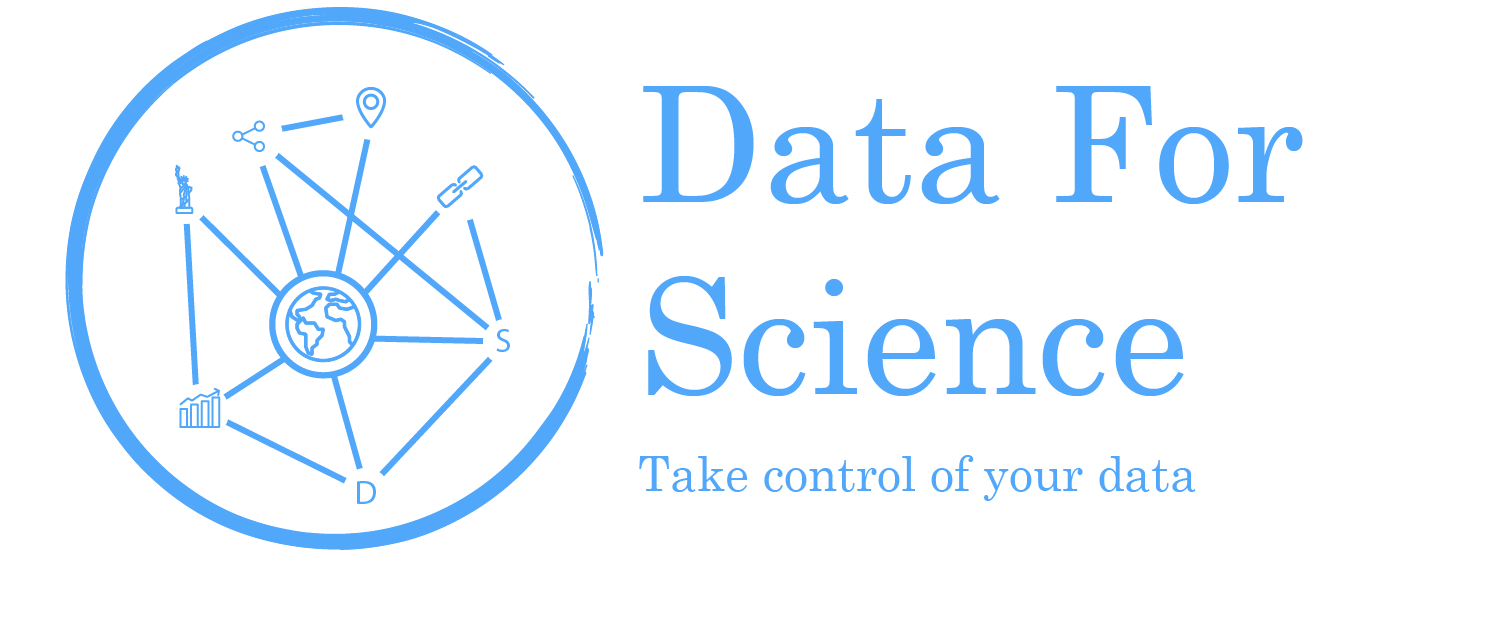 Data For
Science
Take control of your data
S
D